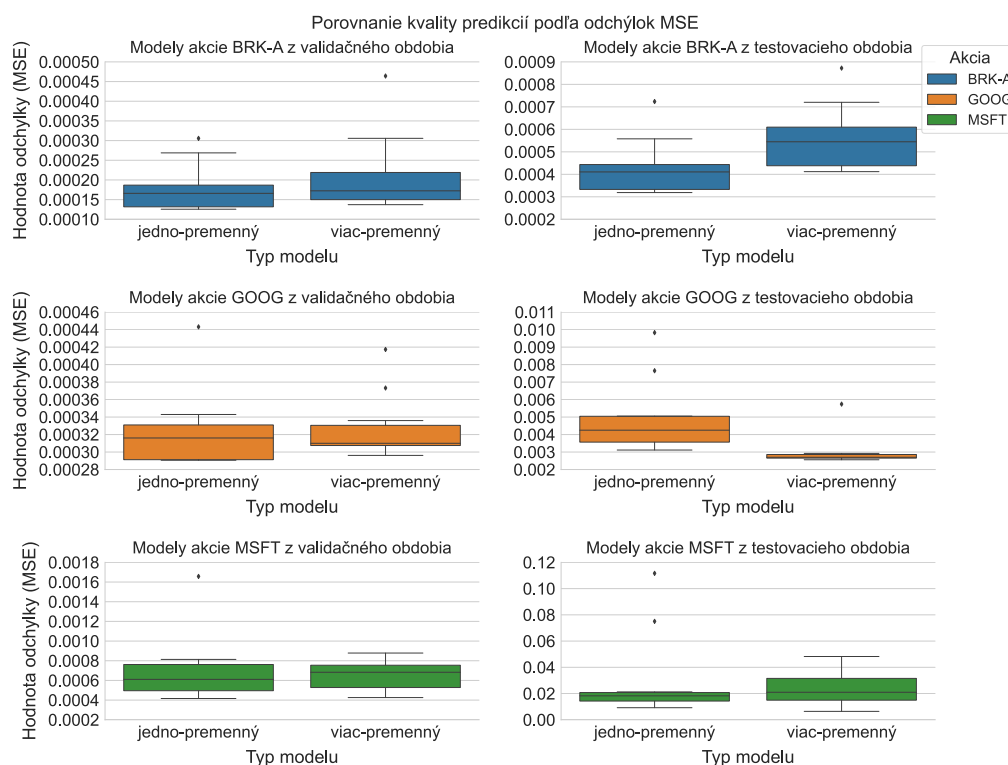 Porovnanie kvality predikcií podľa odchýlok MSE
Modely akcie BRK-A z validačného obdobia
Hodnota odchylky (MSE)
0.00050
0.00045
0.00040
0.00035
0.00030
0.00025
0.00020
0.00015
0.00010
jedno-premenný
viac-premenný
Typ modelu
Modely akcie BRK-A z testovacieho obdobia
0.0009
0.0008
0.0007
0.0006
0.0005
0.0004
0.0003
0.0002
jedno-premenný
viac-premenný
Typ modelu
Akcia
BRK-A
GOOG
MSFT
Modely akcie GOOG z validačného obdobia
Hodnota odchylky (MSE)
0.00046
0.00044
0.00042
0.00040
0.00038
0.00036
0.00034
0.00032
0.00030
0.00028
jedno-premenný
viac-premenný
Typ modelu
Modely akcie GOOG z testovacieho obdobia
0.011
0.010
0.009
0.008
0.007
0.006
0.005
0.004
0.003
0.002
jedno-premenný
viac-premenný
Typ modelu
Modely akcie MSFT z validačného obdobia
Hodnota odchylky (MSE)
0.0018
0.0016
0.0014
0.0012
0.0010
0.0008
0.0006
0.0004
0.0002
jedno-premenný
viac-premenný
Typ modelu
Modely akcie MSFT z testovacieho obdobia
0.12
0.10
0.08
0.06
0.04
0.02
0.00
jedno-premenný
viac-premenný
Typ modelu